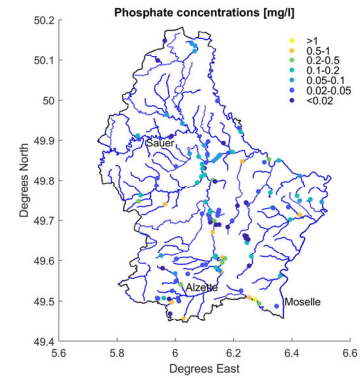 Phosphate concentrations [mg/l]
50.2
>1
0.5-1
0.2-0.5
0.1-0.2
0.05-0.1
0.02-0.05
<0.02
50.1
50
49.9
Sauer
49.8
Degrees North
49.7
49.6
Alzette
49.5
Moselle
49.4
5.6 5.8 6 6.2 6.4 6.6
Degrees East